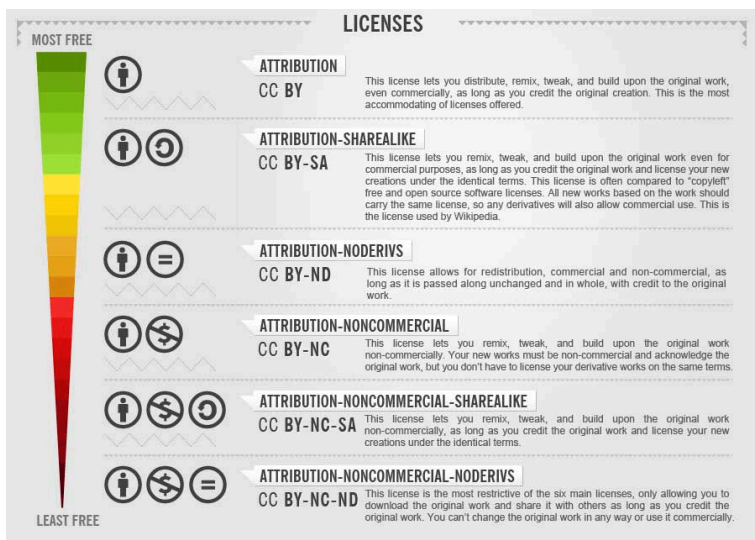 LICENSES
MOST FREE
ATTRIBUTION
CC BY
This license lets you distribute, remix, tweak, and build upon the original work,
even commercially, as long as you credit the original creation. This is the most
accommodating of licenses offered.
ATTRIBUTION-SHAREALIKE
CC BY-SA
This license lets you remix, tweak, and build upon the original work even for
commercial purposes, as long as you credit the original work and license your new
creations under the identical terms. This license is often compared to “copyleft”
free and open source software licenses. All new works based on the work should
carry the same license, so any derivatives will also allow commercial use. This is
the license used by Wikipedia.
ATTRIBUTION-NODERIVS
CC BY-ND
This license allows for redistribution, commercial and non-commercial, as
long as it is passed along unchanged and in whole, with credit to the original
work.
ATTRIBUTION-NONCOMMERCIAL
CC BY-NC
This license lets you remix, tweak, and build upon the original work
non-commercially. Your new works must be non-commercial and acknowledge the
original work, but you don’t have to license your derivative works on the same terms.
ATTRIBUTION-NONCOMMERCIAL-SHAREALIKE
CC BY-NC-SA
This license lets you remix, tweak, and build upon the original work
non-commercially, as long as you credit the original work and license your new
creations under the identical terms.
ATTRIBUTION-NONCOMMERCIAL-NODERIVS
CC BY-NC-ND
This license is the most restrictive of the six main licenses, only allowing you to
download the original work and share it with others as long as you credit the
original work. You can’t change the original work in any way or use it commercially.
LEAST FREE